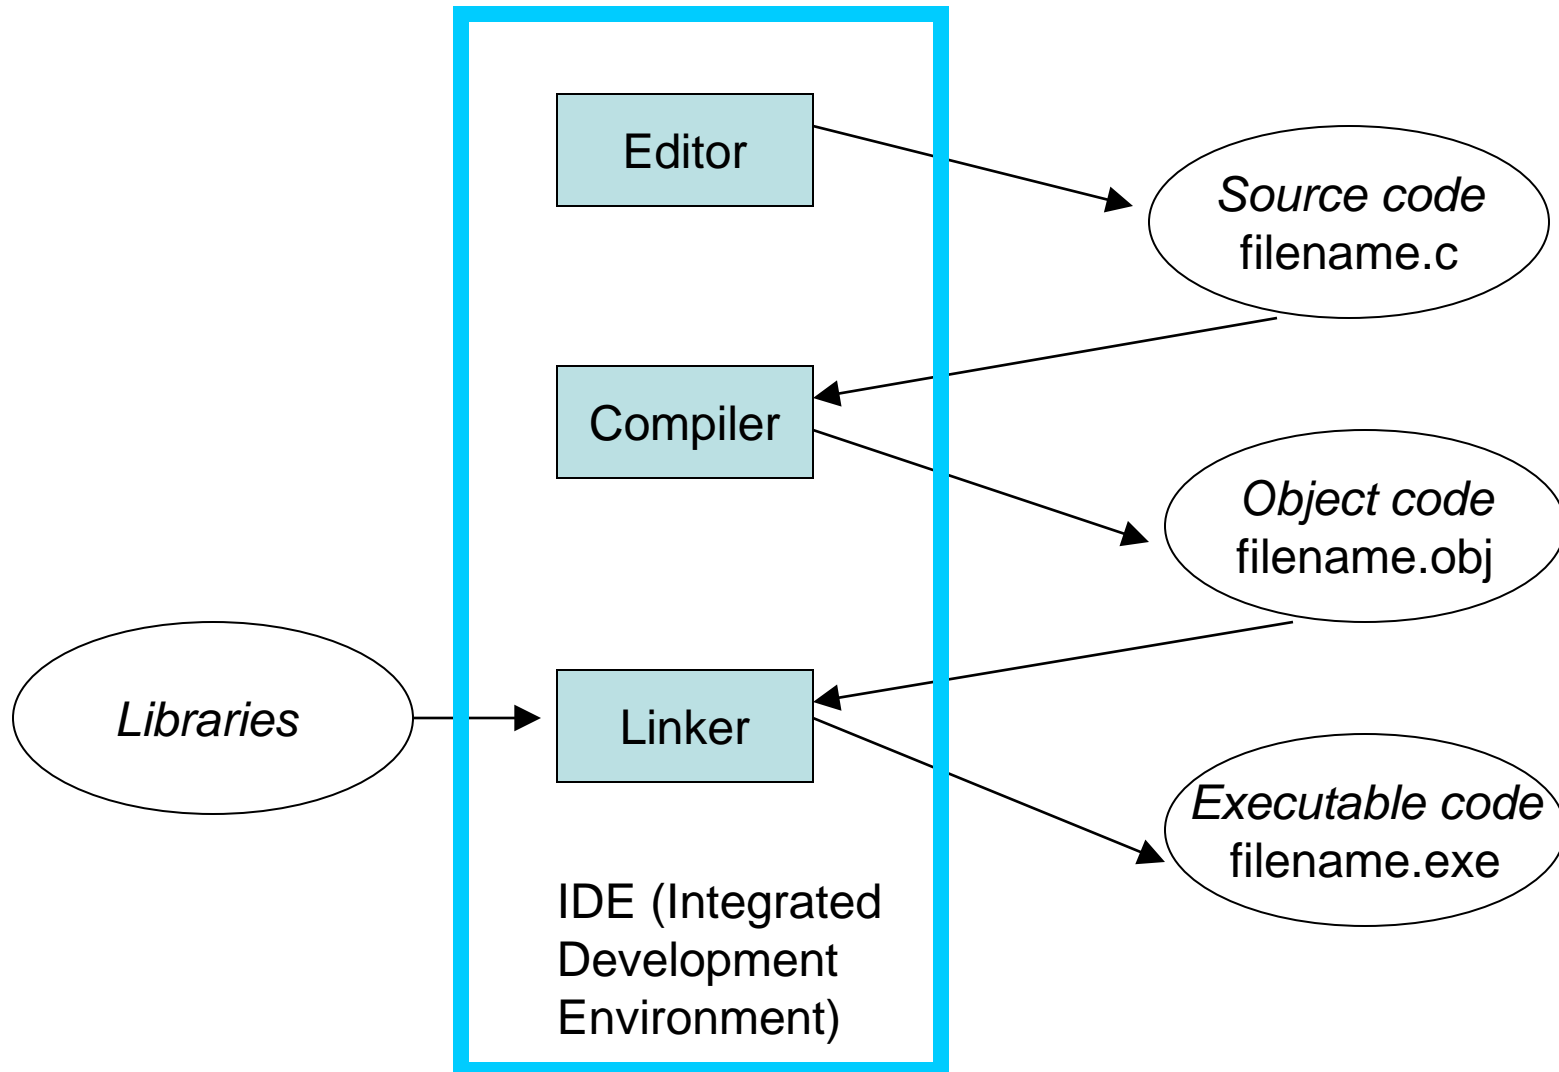 Editor
Source code
filename.c
Compiler
Object code
filename.obj
Libraries
Linker
Executable code
filename.exe
IDE (Integrated
Development
Environment)